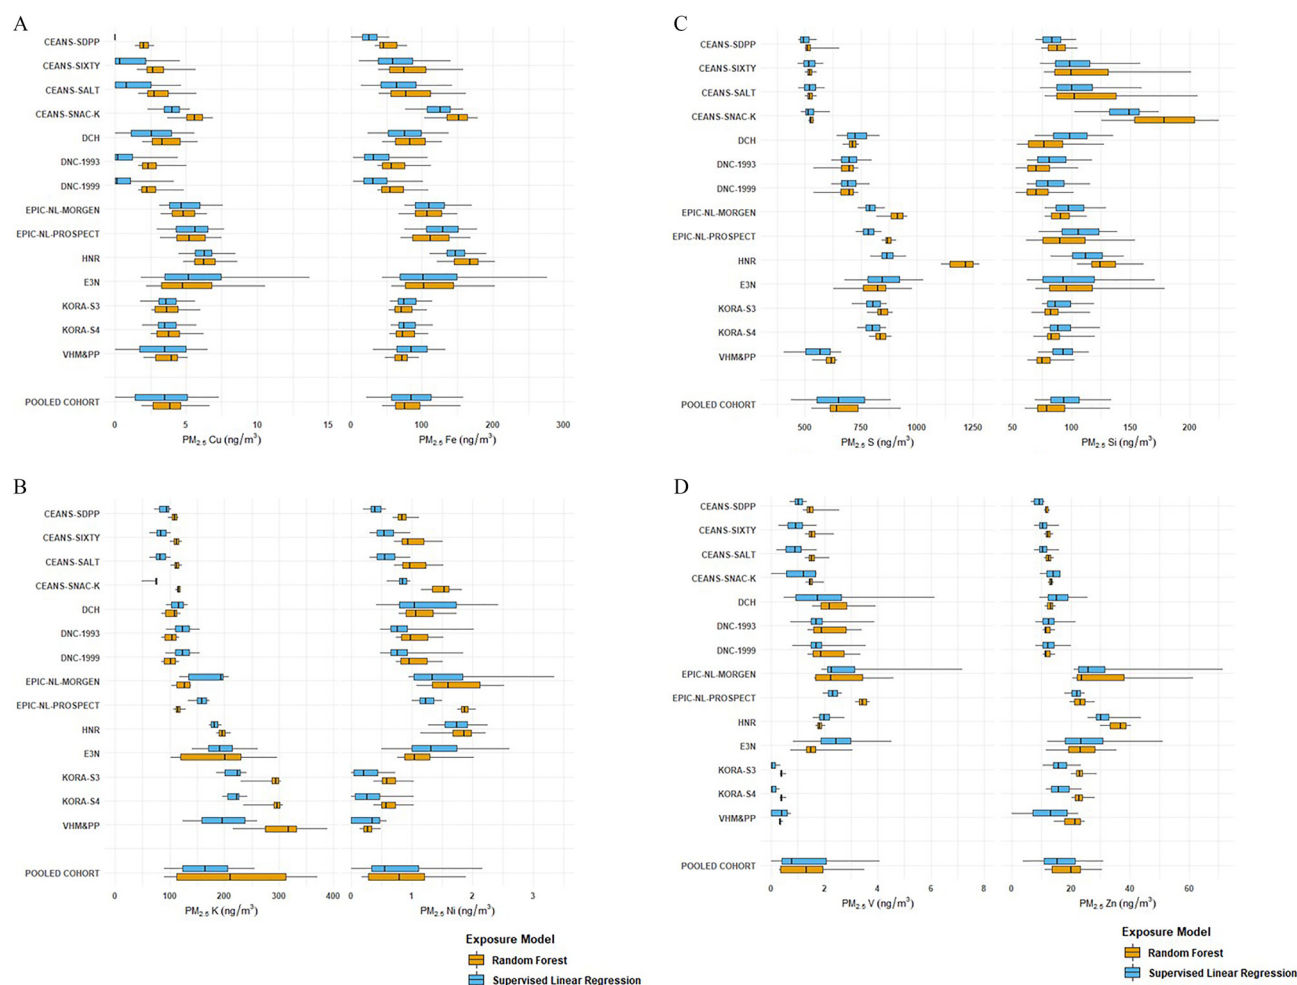 A
CEANS-SDPP
CEANS-SIXTY
CEANS-SALT
CEANS-SNAC-K
DCH
DNC-1993
DNC-1999
EPIC-NL-MORGEN
EPIC-NL-PROSPECT
HNR
E3N
KORA-S3
KORA-S4
VHM&PP
POOLED COHORT
0 5 10 15
PM2.5 Cu (ng/m³)
0 100 200 300
PM2.5 Fe (ng/m³)
B
CEANS-SDPP
CEANS-SIXTY
CEANS-SALT
CEANS-SNAC-K
DCH
DNC-1993
DNC-1999
EPIC-NL-MORGEN
EPIC-NL-PROSPECT
HNR
E3N
KORA-S3
KORA-S4
VHM&PP
POOLED COHORT
0 100 200 300 400
PM2.5 K (ng/m³)
0 1 2 3
PM2.5 Ni (ng/m³)
Exposure Model
Random Forest
Supervised Linear Regression
C
CEANS-SDPP
CEANS-SIXTY
CEANS-SALT
CEANS-SNAC-K
DCH
DNC-1993
DNC-1999
EPIC-NL-MORGEN
EPIC-NL-PROSPECT
HNR
E3N
KORA-S3
KORA-S4
VHM&PP
POOLED COHORT
500 750 1000 1250
PM2.5 S (ng/m³)
50 100 150 200
PM2.5 Si (ng/m³)
D
CEANS-SDPP
CEANS-SIXTY
CEANS-SALT
CEANS-SNAC-K
DCH
DNC-1993
DNC-1999
EPIC-NL-MORGEN
EPIC-NL-PROSPECT
HNR
E3N
KORA-S3
KORA-S4
VHM&PP
POOLED COHORT
0 2 4 6 8
PM2.5 V (ng/m³)
0 20 40 60
PM2.5 Zn (ng/m³)
Exposure Model
Random Forest
Supervised Linear Regression